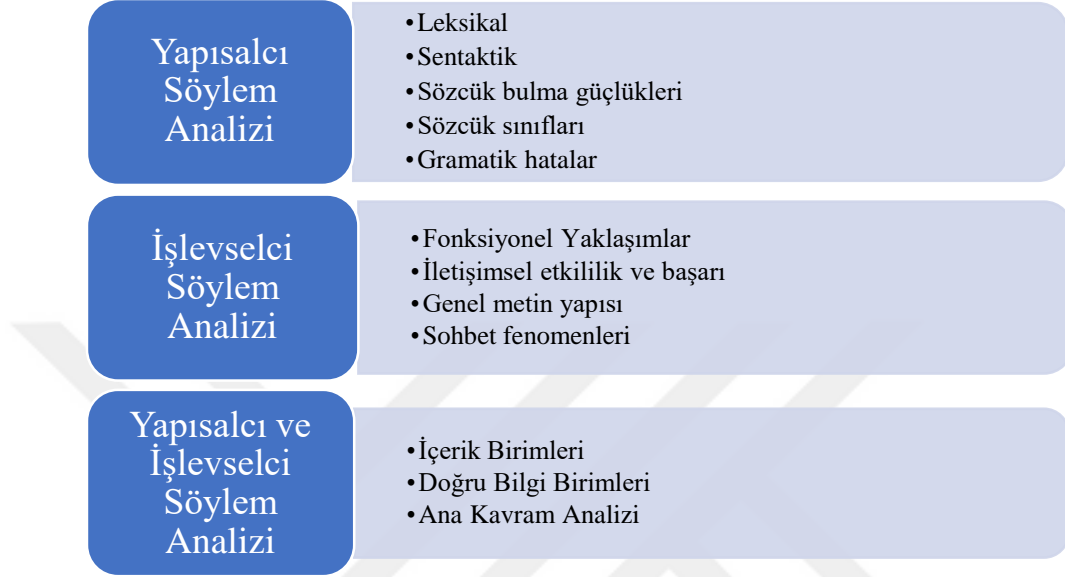 Yapısalcı
Söylem
Analizi
•Leksikal
•Sentaktik
•Sözcük bulma güçlükleri
•Sözcük sınıfları
•Gramatik hatalar
İşlevselci
Söylem
Analizi
•Fonksiyonel Yaklaşımlar
•İletişimsel etkililik ve başarı
•Genel metin yapısı
•Sohbet fenomenleri
Yapısalcı ve
İşlevselci
Söylem
Analizi
•İçerik Birimleri
•Doğru Bilgi Birimleri
•Ana Kavram Analizi